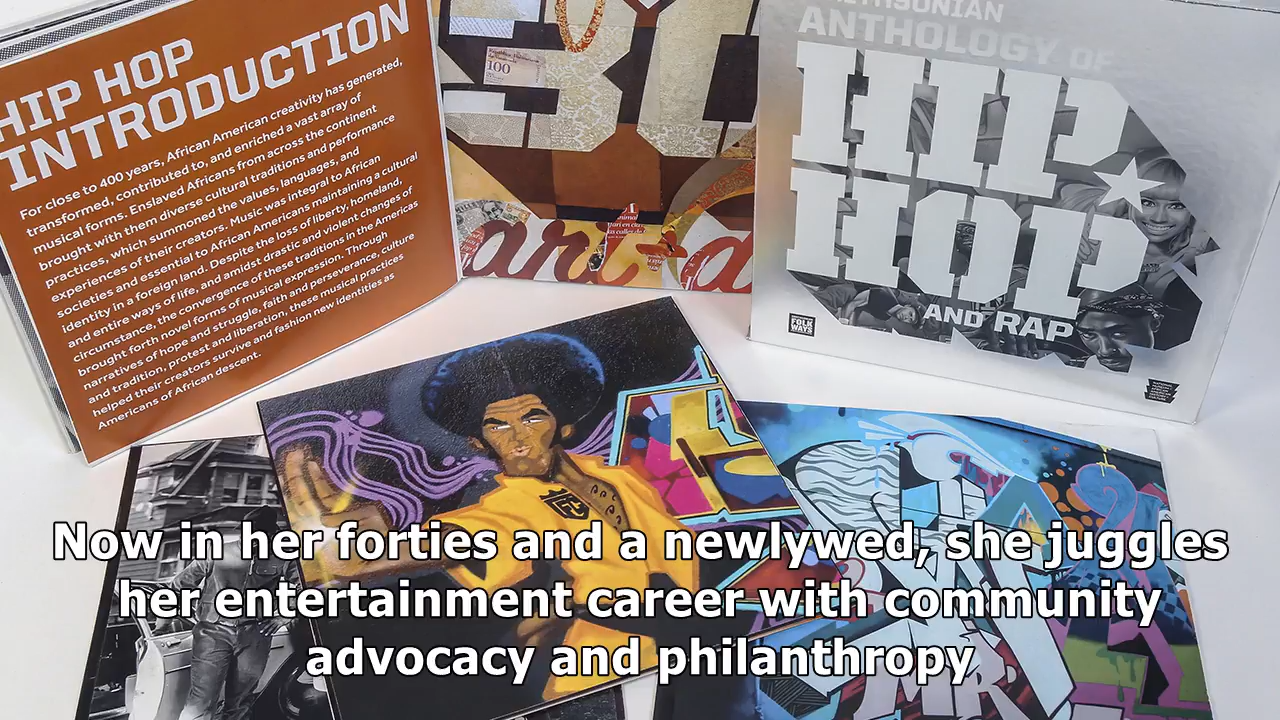 HIP HOP
INTRODUCTION
For close to 400 years, African American creativity has generated,
transformed, contributed to, and enriched a vast array of
musical forms. Enslaved Africans from across the continent
brought with them diverse cultural traditions and performance
practices, which summoned the values, languages, and
experiences of their creators. Music was integral to African
societies and essential to African Americans maintaining a cultural
identity in a foreign land. Despite the loss of liberty, homeland,
and entire ways of life, and amidst drastic and violent changes of
circumstance, the convergence of these traditions in the Americas
brought forth novel forms of musical expression. Through
narratives of hope and struggle, faith and perseverance, culture
and tradition, protest and liberation, these musical practices
helped their creators survive and fashion new identities as
Americans of African descent.
100
ANTHOLOGY OF
HIP
HOP
AND RAP
FOLK
WAYS
Now in her forties and a newlywed, she juggles
her entertainment career with community
advocacy and philanthropy